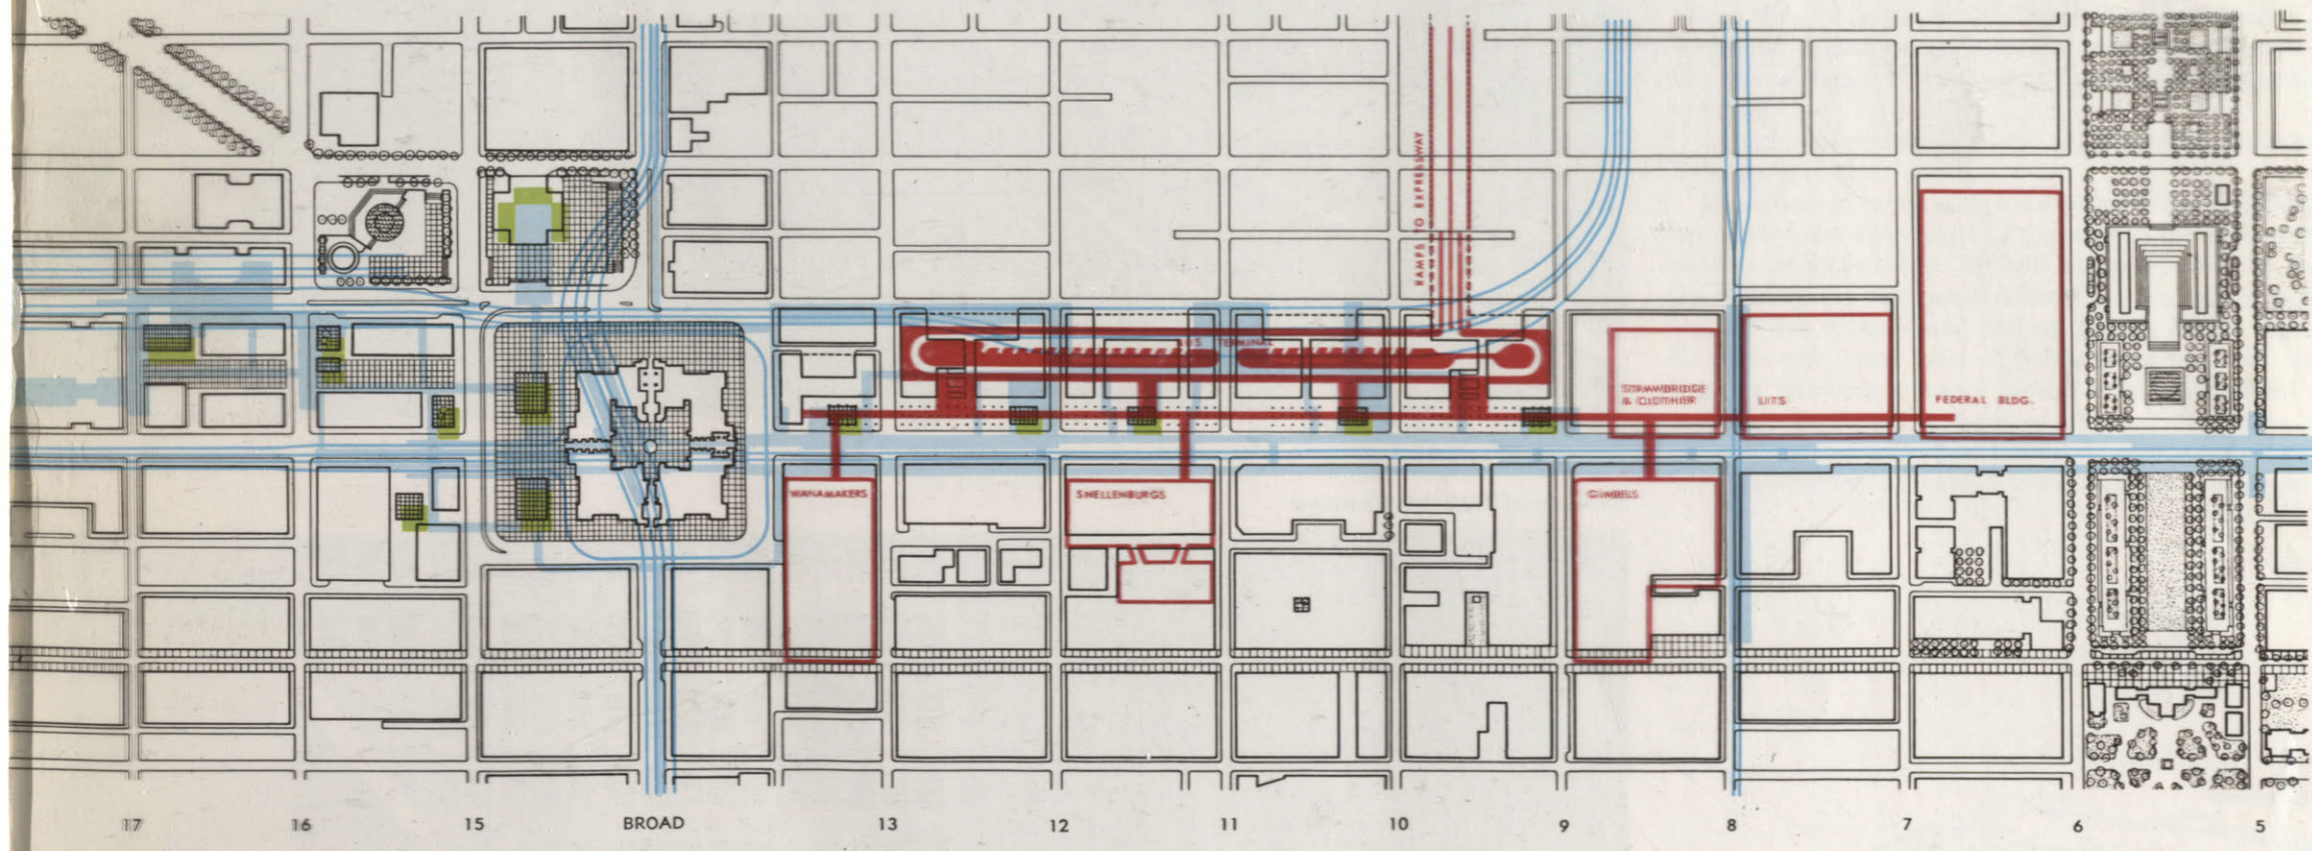 RAMPS TO EXPRESSWAY
BUS TERMINAL
STRAWBRIDGE
& CLOTHIER
LITS
FEDERAL BLDG.
WANAMAKERS
SNELLENBURGS
GIMBELS
17 16 15 BROAD 13 12 11 10 9 8 7 6 5